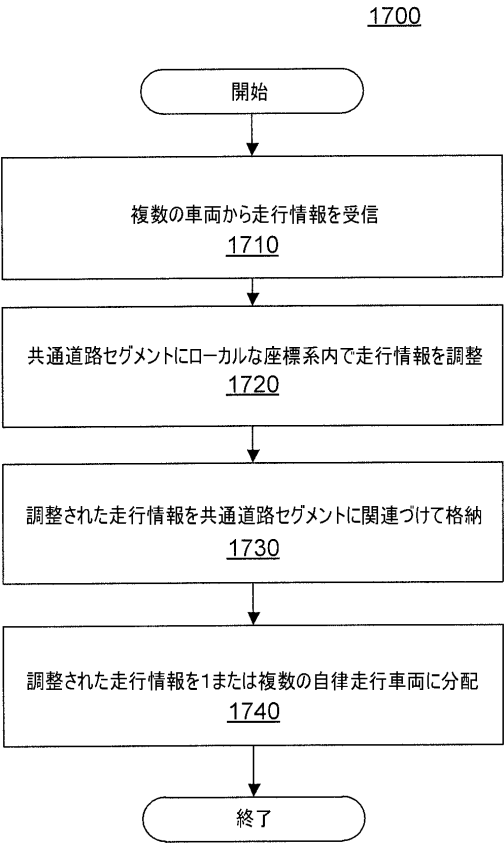 1700
開始
複数の車両から走行情報を受信
1710
共通道路セグメントにローカルな座標系内で走行情報を調整
1720
調整された走行情報を共通道路セグメントに関連づけて格納
1730
調整された走行情報を1または複数の自律走行車両に分配
1740
終了